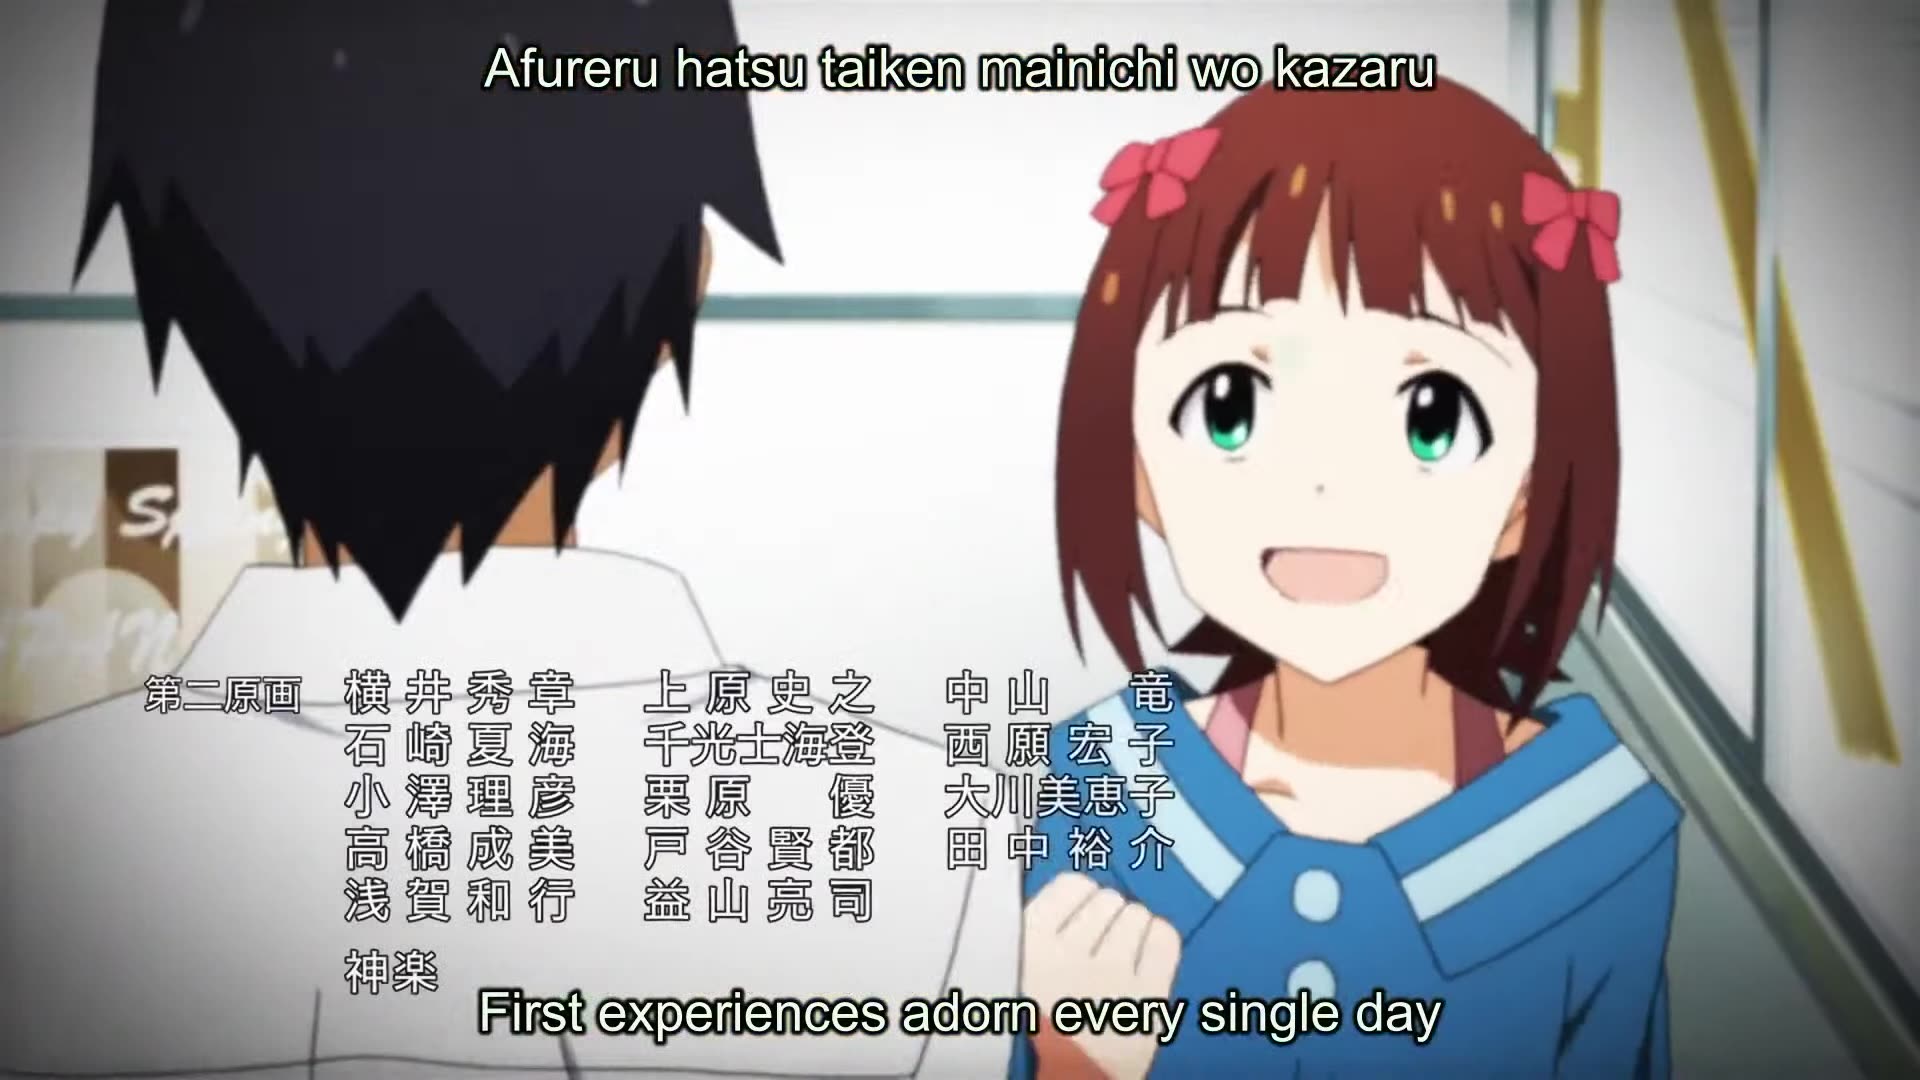 Afureru hatsu taiken mainichi wo kazaru
第二原画 横井秀章 上原史之 中山 竜
石崎夏海 千光士海登 西願宏子
小澤理彦 栗原 優 大川美恵子
高橋成美 戸谷賢都 田中裕介
浅賀和行 益山亮司
神楽
First experiences adorn every single day